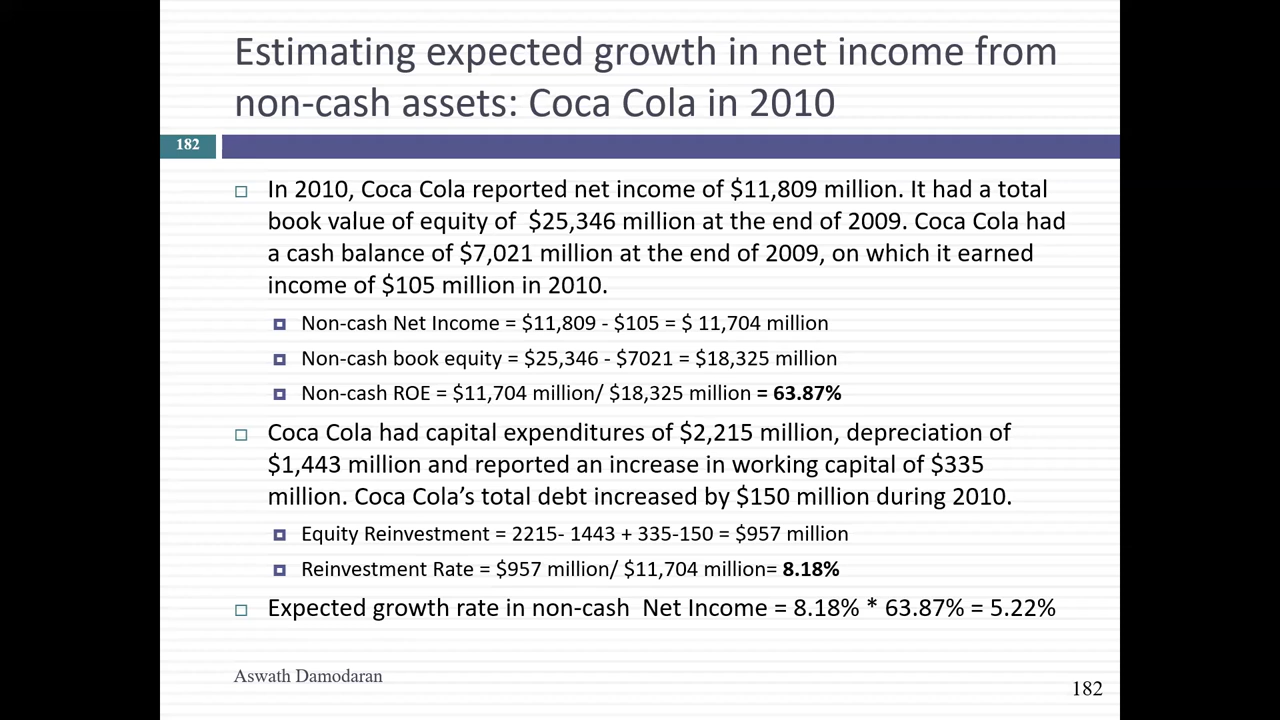 Estimating expected growth in net income from
non-cash assets: Coca Cola in 2010
182
In 2010, Coca Cola reported net income of $11,809 million. It had a total
book value of equity of $25,346 million at the end of 2009. Coca Cola had
a cash balance of $7,021 million at the end of 2009, on which it earned
income of $105 million in 2010.
Non-cash Net Income = $11,809 - $105 = $ 11,704 million
Non-cash book equity = $25,346 - $7021 = $18,325 million
Non-cash ROE = $11,704 million/ $18,325 million = 63.87%
Coca Cola had capital expenditures of $2,215 million, depreciation of
$1,443 million and reported an increase in working capital of $335
million. Coca Cola’s total debt increased by $150 million during 2010.
Equity Reinvestment = 2215- 1443 + 335-150 = $957 million
Reinvestment Rate = $957 million/ $11,704 million= 8.18%
Expected growth rate in non-cash Net Income = 8.18% * 63.87% = 5.22%
Aswath Damodaran
182